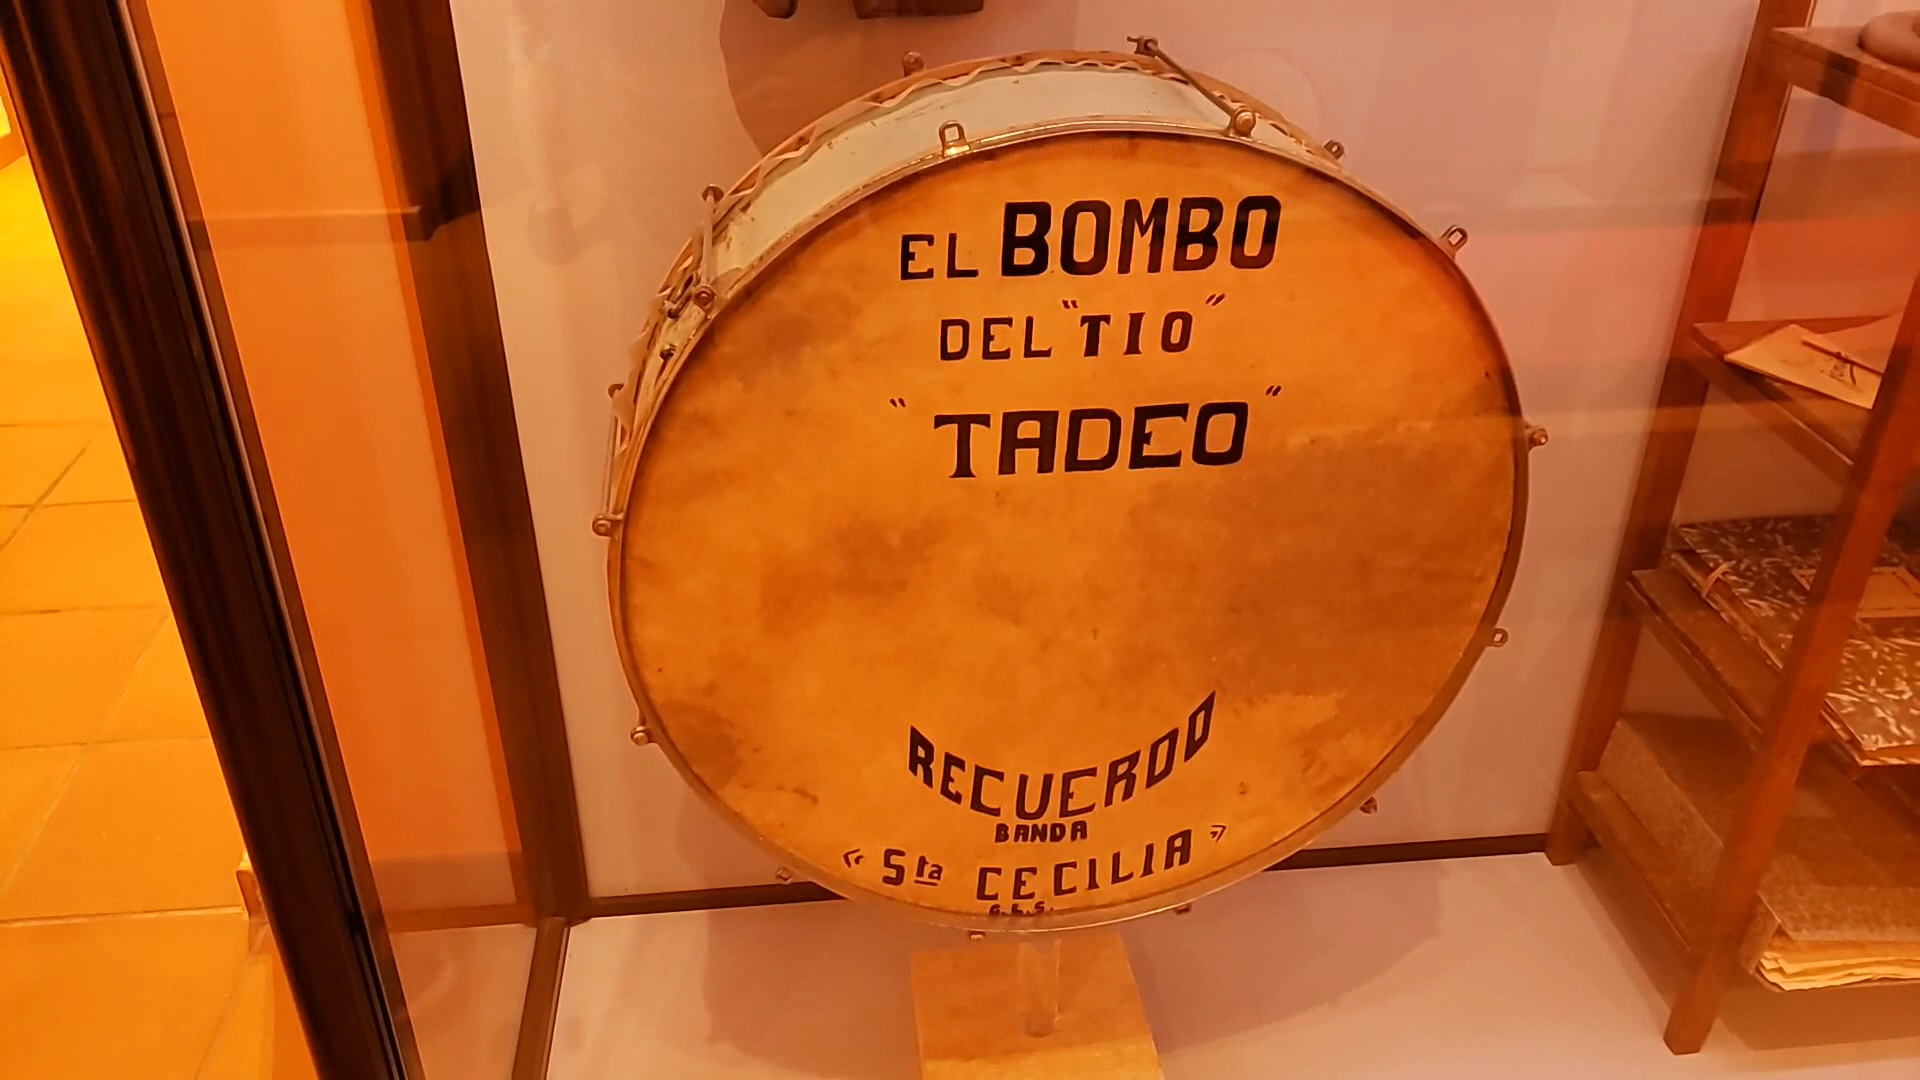 EL BOMBO
DEL "TIO"
"TADEO"
RECUERDO
BANDA
«Sta CECILIA»